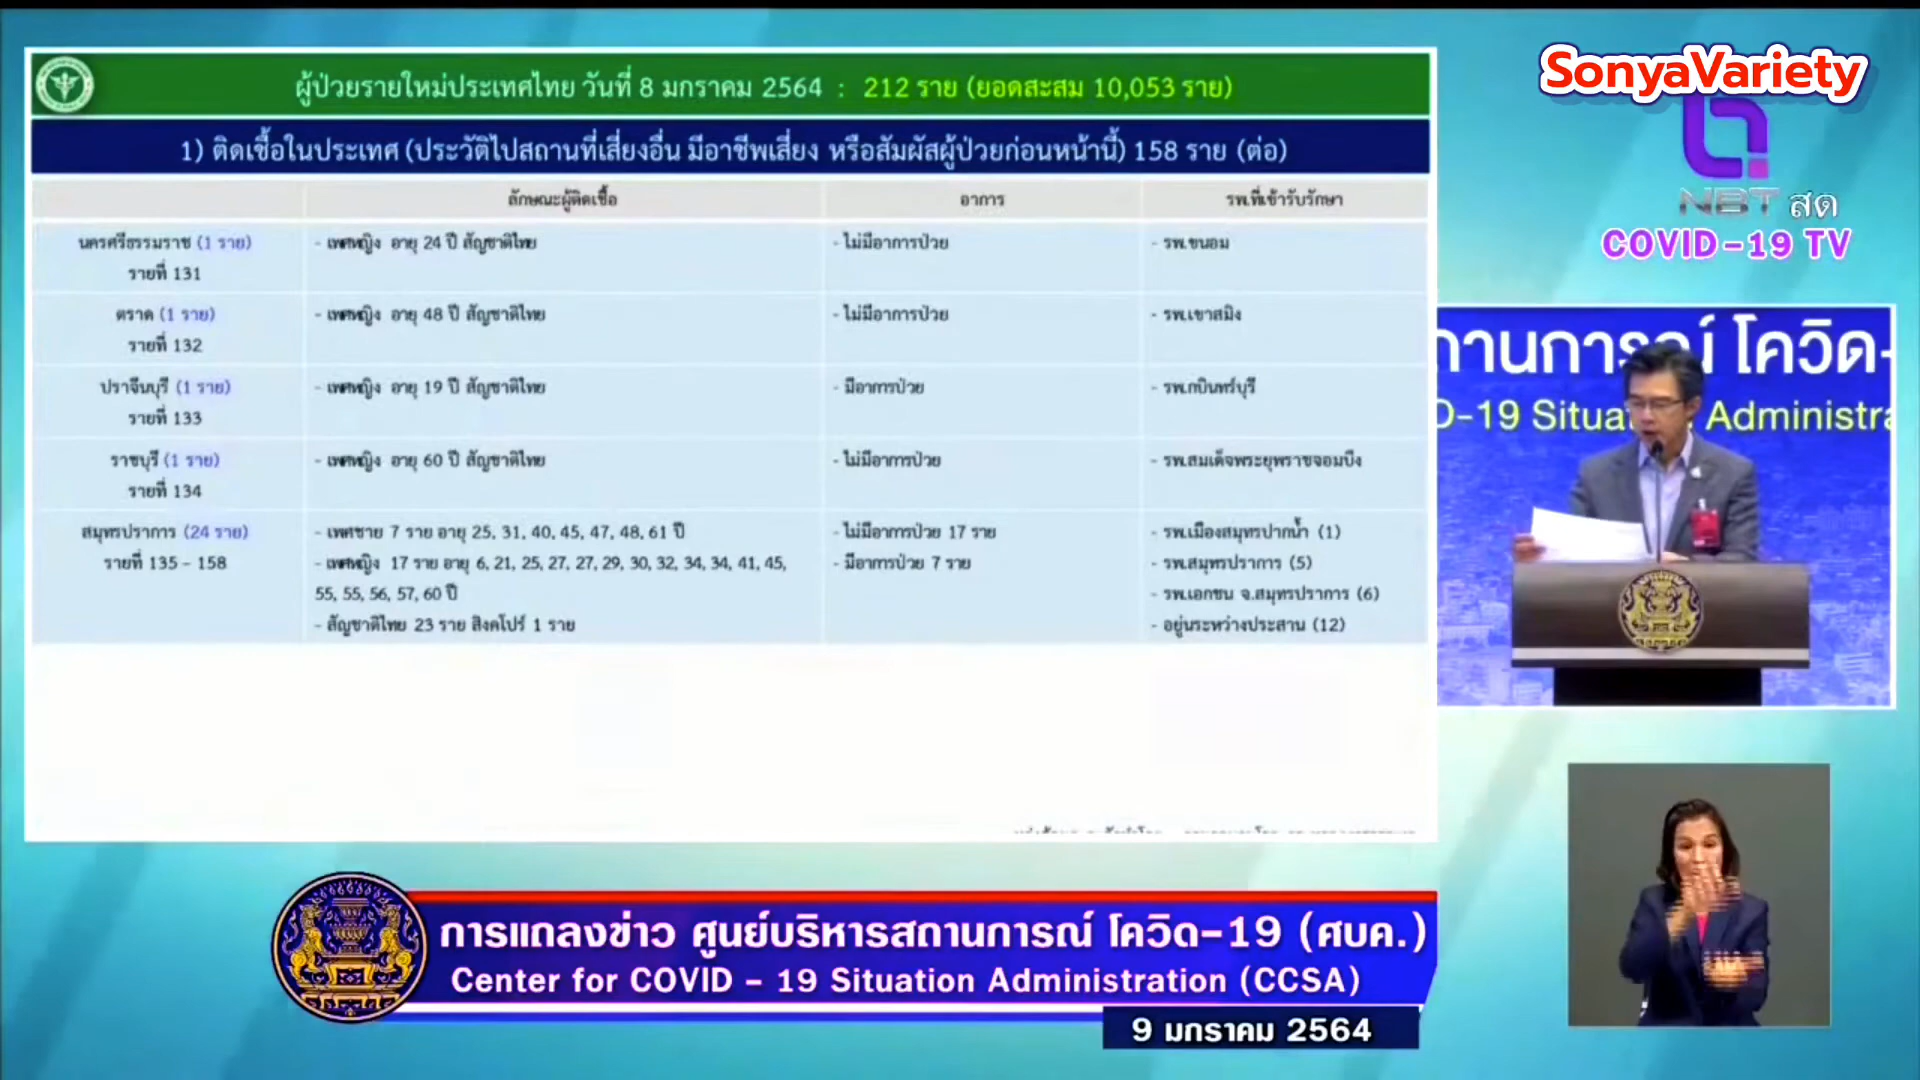 ผู้ป่วยรายใหม่ประเทศไทย วันที่ 8 มกราคม 2564 : 212 ราย (ยอดสะสม 10,053 ราย)
1) ติดเชื้อในประเทศ (ประวัติไปสถานที่เสี่ยงอื่น มีอาชีพเสี่ยง หรือสัมผัสผู้ป่วยก่อนหน้านี้) 158 ราย (ต่อ)
ลักษณะผู้ติดเชื้อ อาการ รพ.ที่เข้ารับรักษา
นครศรีธรรมราช (1 ราย) - เพศหญิง อายุ 24 ปี สัญชาติไทย - ไม่มีอาการป่วย - รพ.ขนอม
รายที่ 131
ตราด (1 ราย) - เพศหญิง อายุ 48 ปี สัญชาติไทย - ไม่มีอาการป่วย - รพ.เขาสมิง
รายที่ 132
ปราจีนบุรี (1 ราย) - เพศหญิง อายุ 19 ปี สัญชาติไทย - มีอาการป่วย - รพ.กบินทร์บุรี
รายที่ 133
ราชบุรี (1 ราย) - เพศหญิง อายุ 60 ปี สัญชาติไทย - ไม่มีอาการป่วย - รพ.สมเด็จพระยุพราชจอมบึง
รายที่ 134
สมุทรปราการ (24 ราย) - เพศชาย 7 ราย อายุ 25, 31, 40, 45, 47, 48, 61 ปี - ไม่มีอาการป่วย 17 ราย - รพ.เมืองสมุทรปากน้ำ (1)
รายที่ 135 - 158 - เพศหญิง 17 ราย อายุ 6, 21, 25, 27, 27, 29, 30, 32, 34, 34, 41, 45, - มีอาการป่วย 7 ราย - รพ.สมุทรปราการ (5)
55, 55, 56, 57, 60 ปี - รพ.เอกชน จ.สมุทรปราการ (6)
- สัญชาติไทย 23 ราย สิงคโปร์ 1 ราย - อยู่ระหว่างประสาน (12)
SonyaVariety
NBT สด
COVID-19 TV
านการณ์ โควิด-
D-19 Situa Administra
การแถลงข่าว ศูนย์บริหารสถานการณ์ โควิด-19 (ศบค.)
Center for COVID - 19 Situation Administration (CCSA)
9 มกราคม 2564